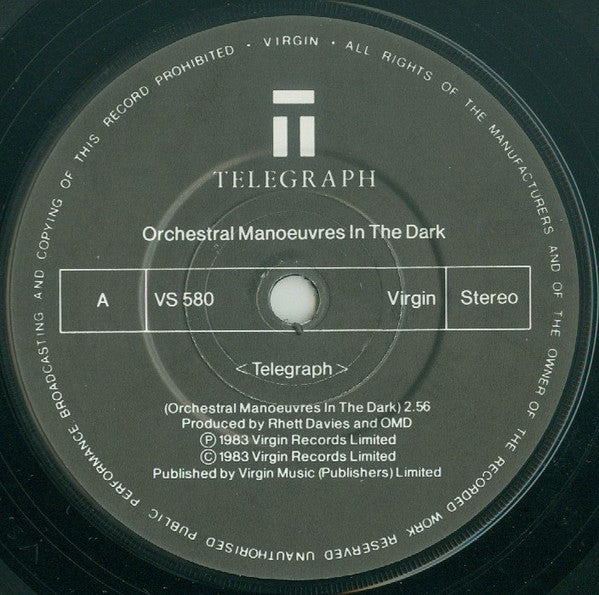 · VIRGIN · ALL RIGHTS OF THE MANUFACTURERS AND OF THE OWNER OF THE RECORDED WORK RESERVED UNAUTHORISED PUBLIC PERFORMANCE BROADCASTING AND COPYING OF THIS RECORD PROHIBITED
TELEGRAPH
Orchestral Manoeuvres In The Dark
A VS 580 Virgin Stereo
< Telegraph >
(Orchestral Manoeuvres In The Dark) 2.56
Produced by Rhett Davies and OMD
Ⓟ 1983 Virgin Records Limited
© 1983 Virgin Records Limited
Published by Virgin Music (Publishers) Limited